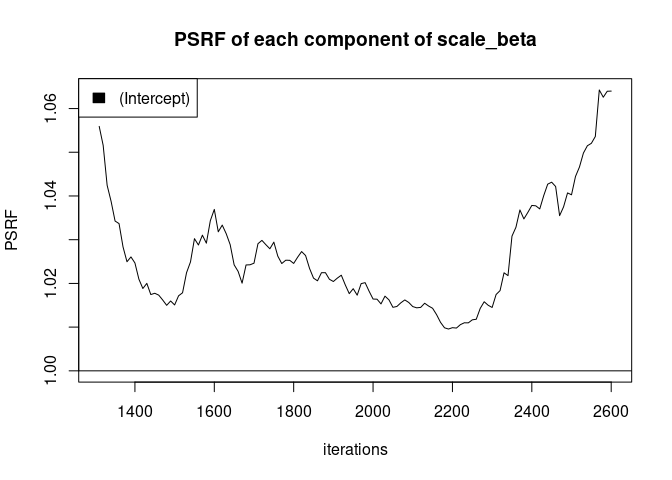 PSRF of each component of scale_beta
(Intercept)
PSRF
1.06
1.04
1.02
1.00
1400 1600 1800 2000 2200 2400 2600
iterations